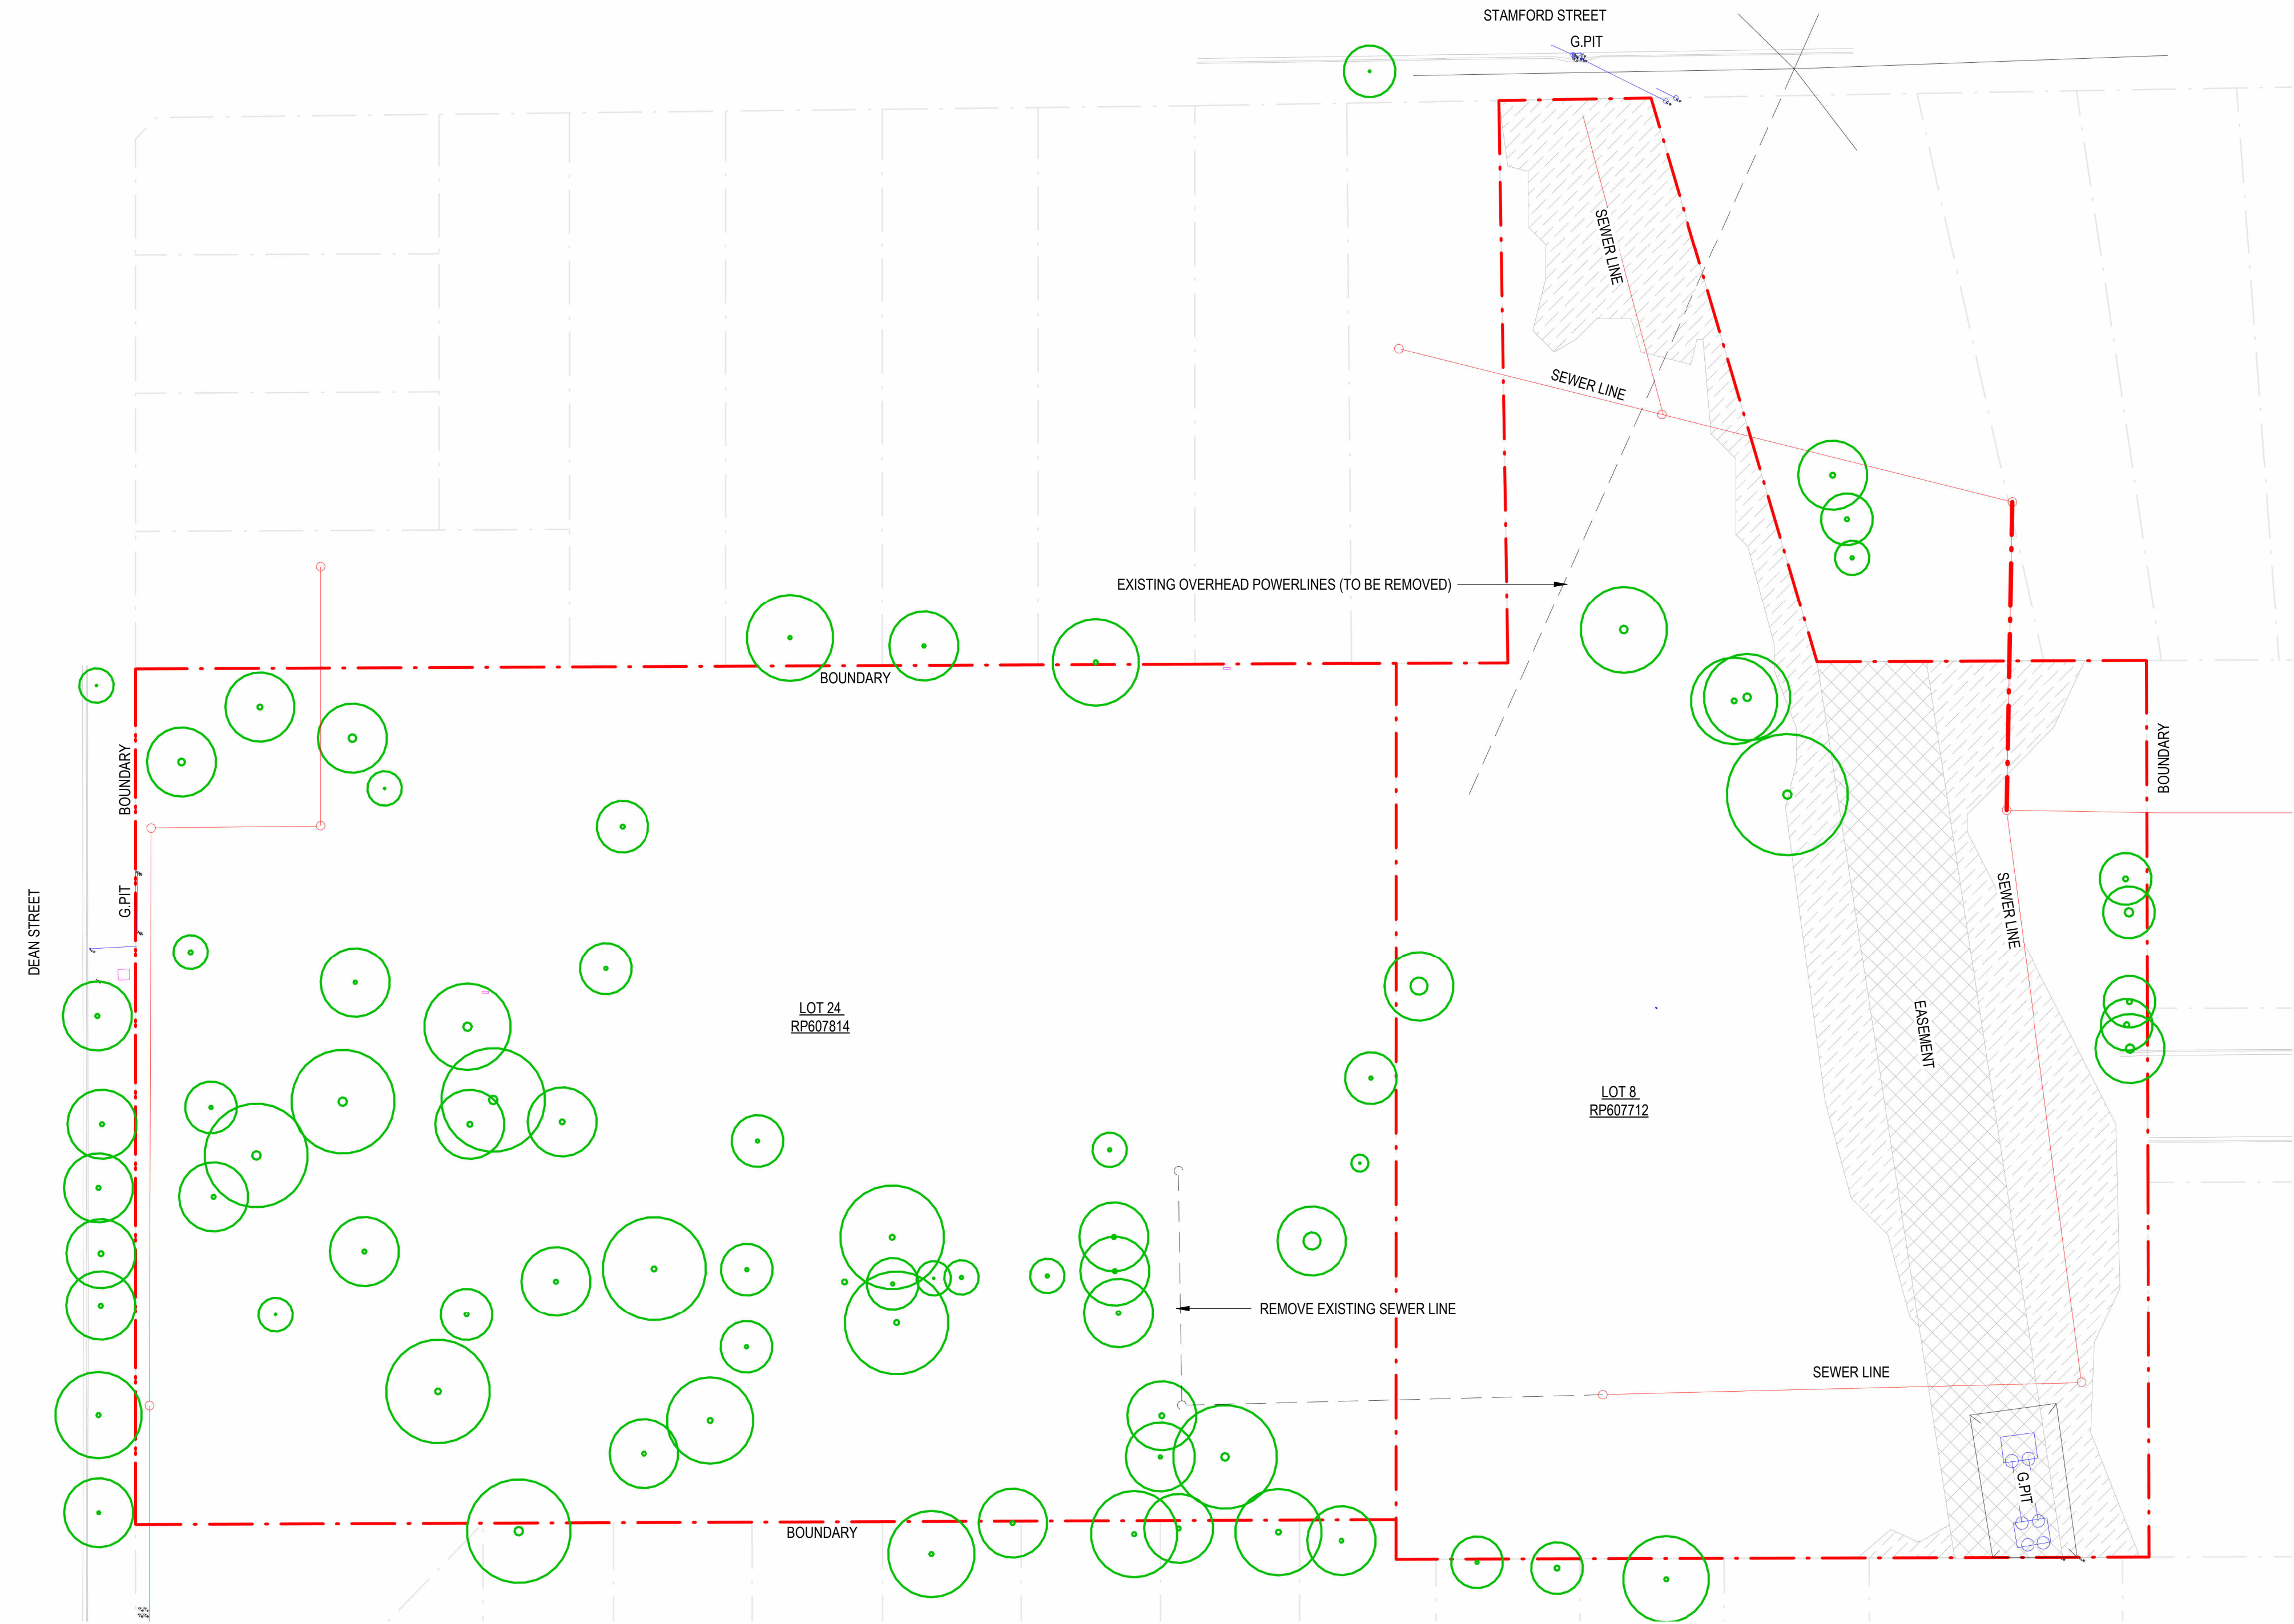 STAMFORD STREET
G.PIT
SEWER LINE
SEWER LINE
EXISTING OVERHEAD POWERLINES (TO BE REMOVED)
BOUNDARY
BOUNDARY
BOUNDARY
G.PIT
DEAN STREET
SEWER LINE
LOT 24
RP607814
EASEMENT
LOT 8
RP607712
REMOVE EXISTING SEWER LINE
SEWER LINE
G.PIT
BOUNDARY